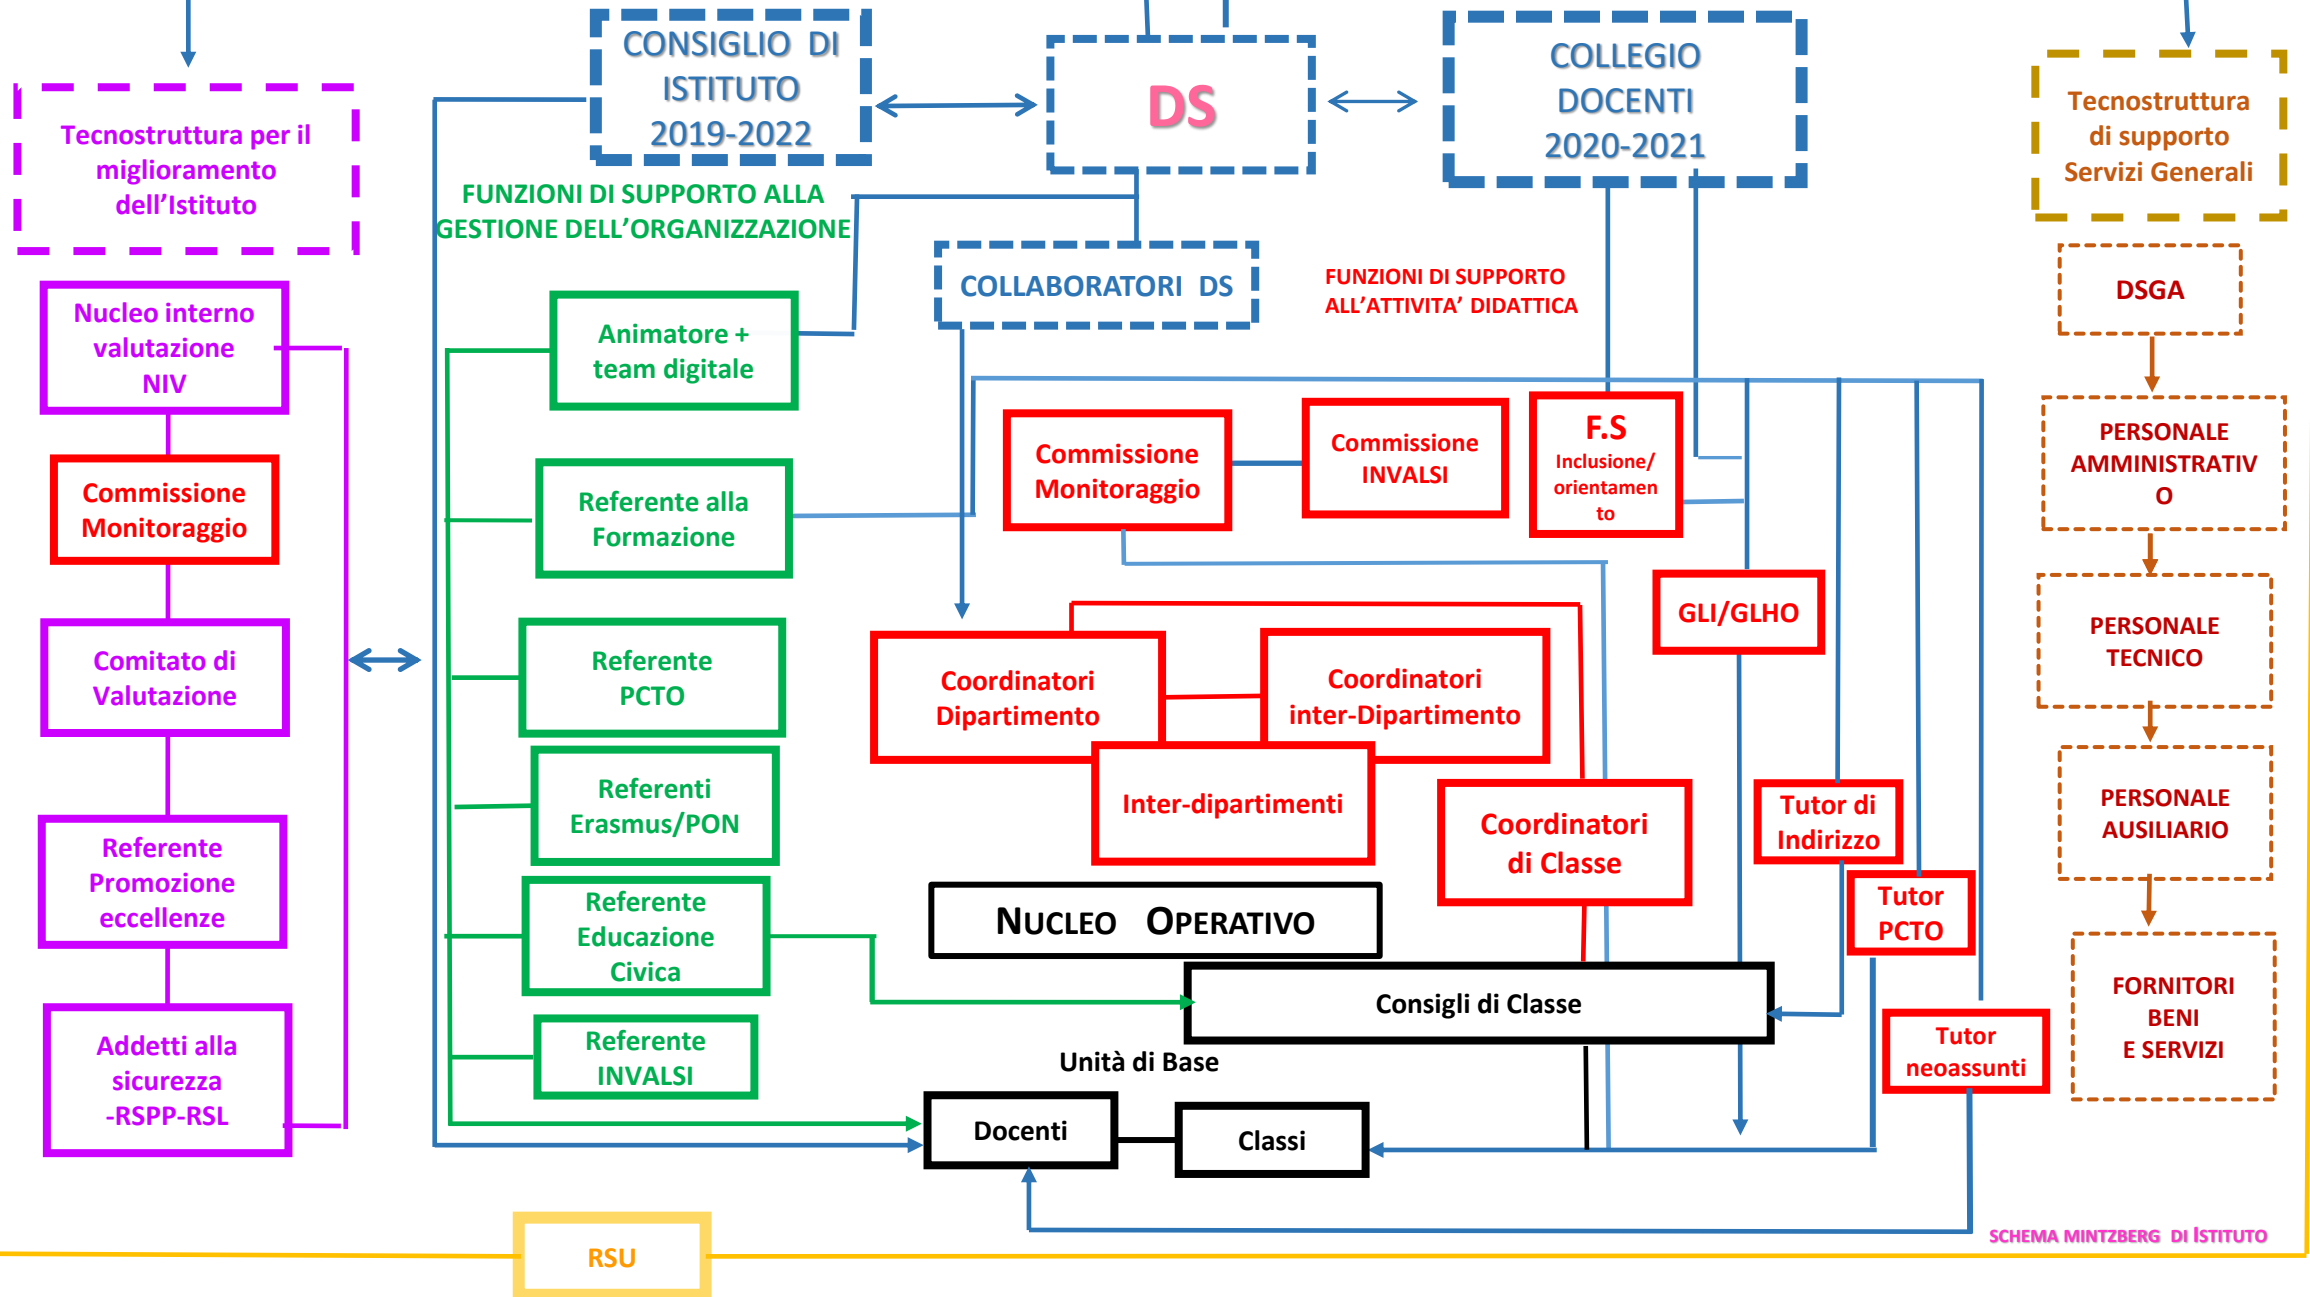 CONSIGLIO DI
ISTITUTO
2019-2022
DS
COLLEGIO
DOCENTI
2020-2021
Tecnostruttura per il
miglioramento
dell’Istituto
Tecnostruttura
di supporto
Servizi Generali
FUNZIONI DI SUPPORTO ALLA
GESTIONE DELL’ORGANIZZAZIONE
COLLABORATORI DS
FUNZIONI DI SUPPORTO
ALL’ATTIVITA’ DIDATTICA
Nucleo interno
valutazione
NIV
Commissione
Monitoraggio
Comitato di
Valutazione
Referente
Promozione
eccellenze
Addetti alla
sicurezza
-RSPP-RSL
Animatore +
team digitale
Referente alla
Formazione
Referente
PCTO
Referenti
Erasmus/PON
Referente
Educazione
Civica
Referente
INVALSI
Commissione
Monitoraggio
Commissione
INVALSI
F.S
Inclusione/
orientamen
to
GLI/GLHO
Coordinatori
Dipartimento
Coordinatori
inter-Dipartimento
Inter-dipartimenti
Coordinatori
di Classe
Tutor di
Indirizzo
Tutor
PCTO
Tutor
neoassunti
NUCLEO OPERATIVO
Consigli di Classe
Unità di Base
Docenti
Classi
DSGA
PERSONALE
AMMINISTRATIV
O
PERSONALE
TECNICO
PERSONALE
AUSILIARIO
FORNITORI
BENI
E SERVIZI
SCHEMA MINTZBERG DI ISTITUTO
RSU